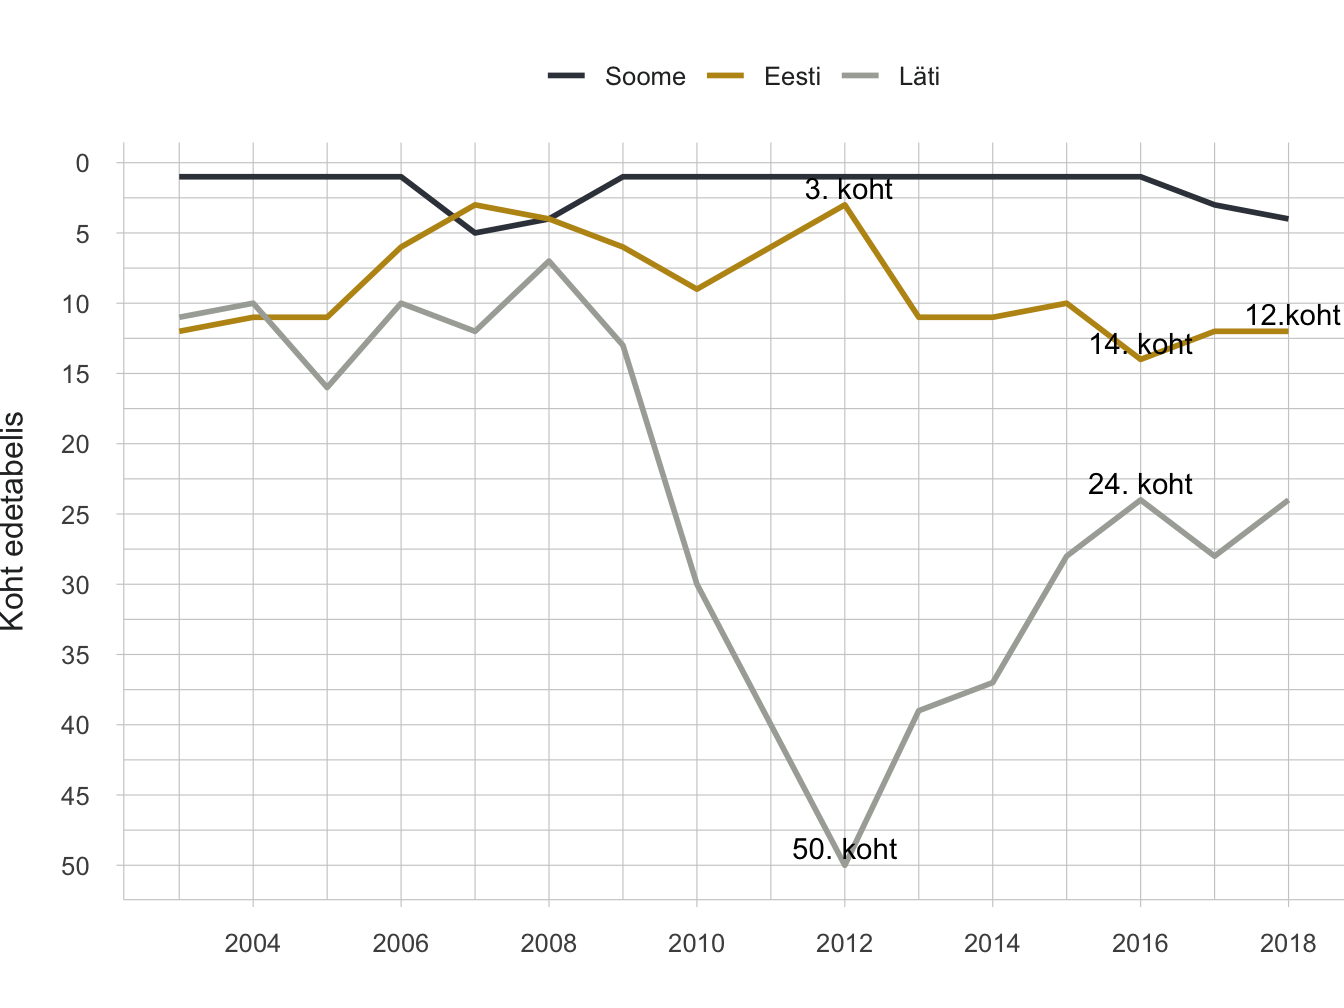 Soome Eesti Läti
Koht edetabelis
0
5
10
15
20
25
30
35
40
45
50
3. koht
12.koht
14. koht
24. koht
50. koht
2004 2006 2008 2010 2012 2014 2016 2018